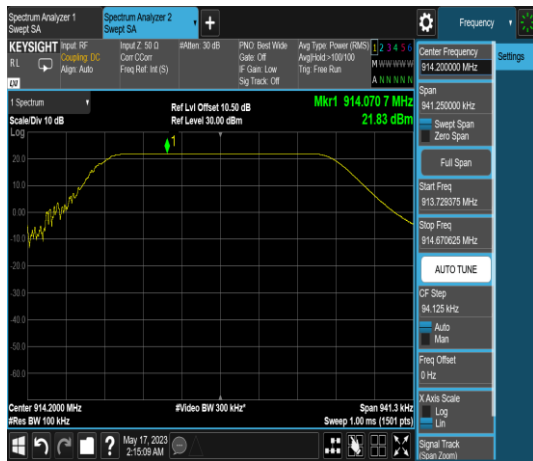 Spectrum Analyzer 1
Swept SA
Spectrum Analyzer 2
Swept SA
+
Frequency
KEYSIGHT
RL
LXI
Input: RF
Coupling: DC
Align: Auto
Input Z: 50 Ω
Corr CCorr
Freq Ref: Int (S)
#Atten: 30 dB
PNO: Best Wide
Gate: Off
IF Gain: Low
Sig Track: Off
Avg Type: Power (RMS)
Avg|Hold:>100/100
Trig: Free Run
1 2 3 4 5 6
M W W W W W
A N N N N N
1 Spectrum
Scale/Div 10 dB
Log
Ref Lvl Offset 10.50 dB
Ref Level 30.00 dBm
Mkr1 914.070 7 MHz
21.83 dBm
1
20.0
10.0
0.00
-10.0
-20.0
-30.0
-40.0
-50.0
-60.0
Center 914.2000 MHz
#Res BW 100 kHz
#Video BW 300 kHz*
Span 941.3 kHz
Sweep 1.00 ms (1501 pts)
May 17, 2023
2:15:09 AM
?
Center Frequency
914.200000 MHz
Settings
Span
941.250000 kHz
Swept Span
Zero Span
Full Span
Start Freq
913.729375 MHz
Stop Freq
914.670625 MHz
AUTO TUNE
CF Step
94.125 kHz
Auto
Man
Freq Offset
0 Hz
X Axis Scale
Log
Lin
Signal Track
(Span Zoom)